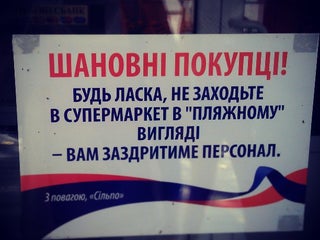 ШАНОВНІ ПОКУПЦІ!
БУДЬ ЛАСКА, НЕ ЗАХОДЬТЕ
В СУПЕРМАРКЕТ В "ПЛЯЖНОМУ"
ВИГЛЯДІ
– ВАМ ЗАЗДРИТИМЕ ПЕРСОНАЛ.
З повагою, «Сільпо»